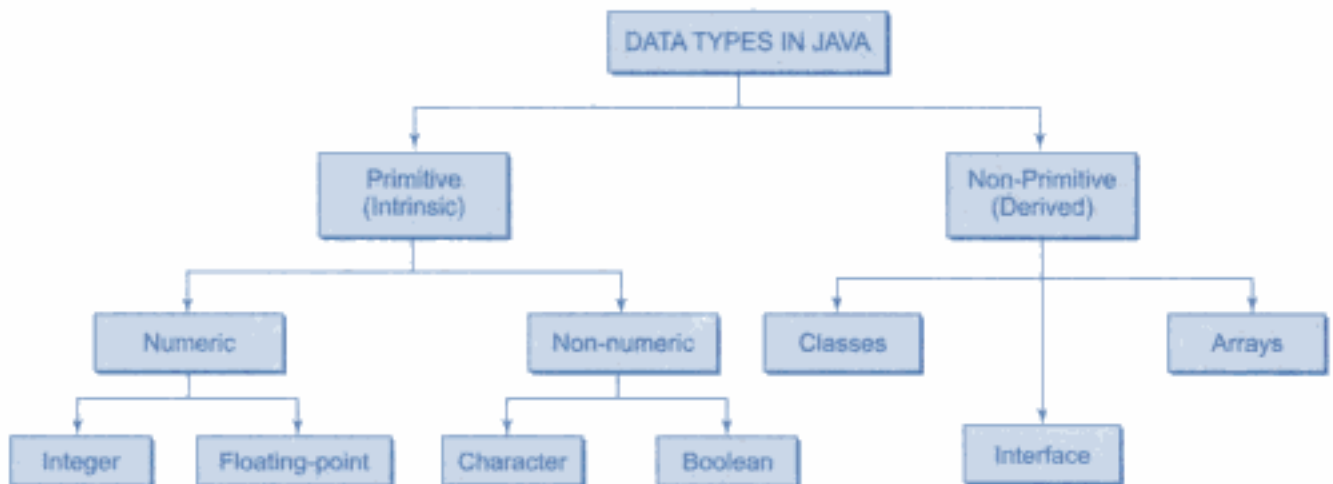 DATA TYPES IN JAVA
Primitive
(Intrinsic)
Non-Primitive
(Derived)
Numeric
Non-numeric
Classes
Arrays
Integer
Floating-point
Character
Boolean
Interface